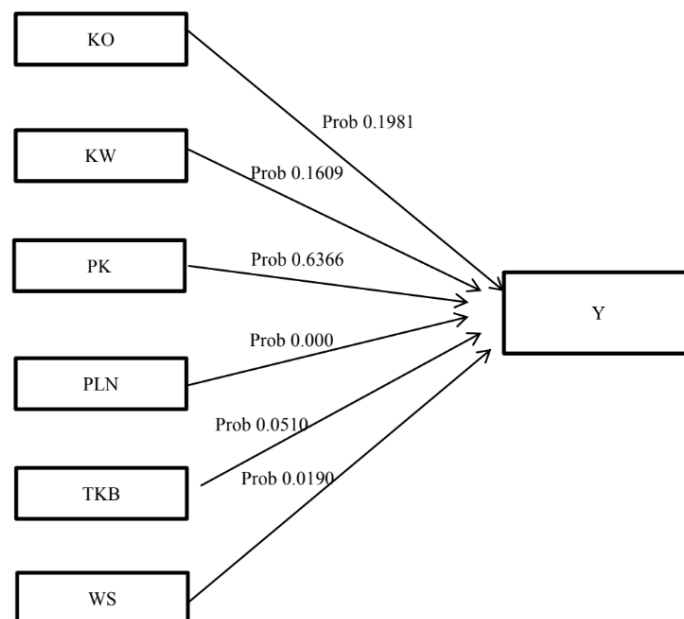 KO
Prob 0.1981
KW
Prob 0.1609
PK
Prob 0.6366
Y
Prob 0.000
PLN
Prob 0.0510
TKB
Prob 0.0190
WS